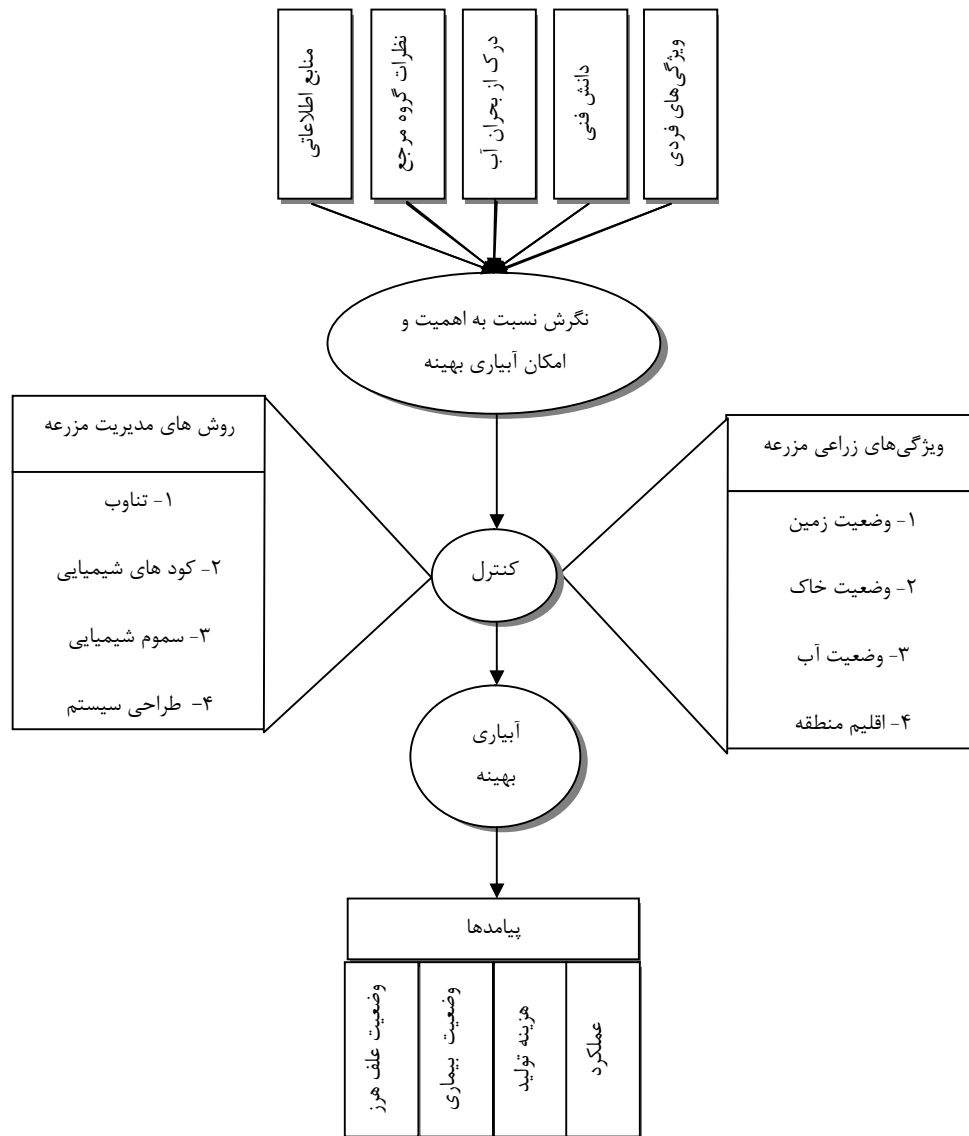 ویژگی‌های فردی
دانش فنی
درک از بحران آب
نظرات گروه مرجع
منابع اطلاعاتی
نگرش نسبت به اهمیت و
امکان آبیاری بهینه
ویژگی‌های زراعی مزرعه
۱- وضعیت زمین
۲- وضعیت خاک
۳- وضعیت آب
۴- اقلیم منطقه
کنترل
روش های مدیریت مزرعه
۱- تناوب
۲- کود های شیمیایی
۳- سموم شیمیایی
۴- طراحی سیستم
آبیاری
بهینه
پیامدها
عملکرد
هزینه تولید
وضعیت بیماری
وضعیت علف هرز